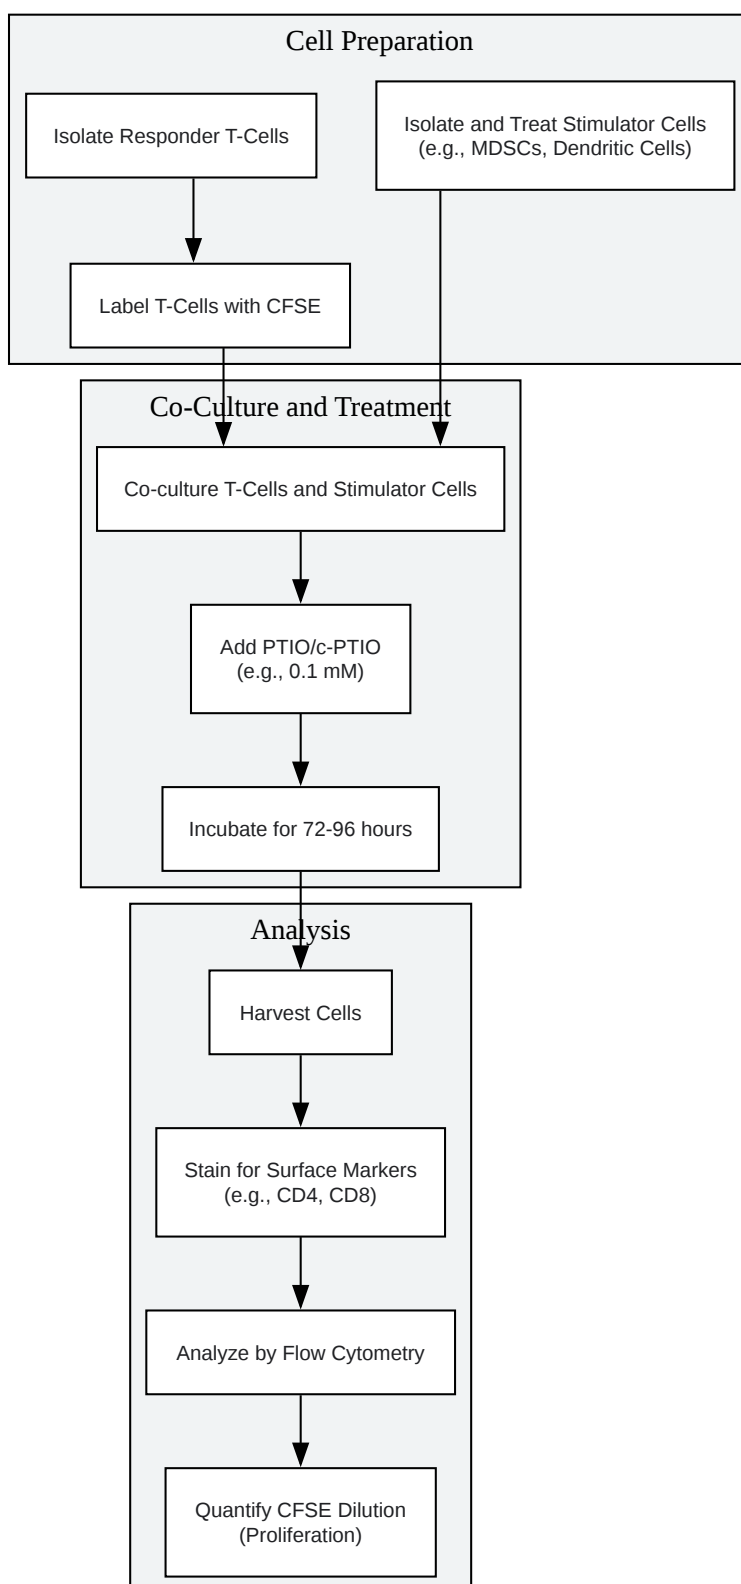 Cell Preparation
Isolate Responder T-Cells
Isolate and Treat Stimulator Cells
(e.g., MDSCs, Dendritic Cells)
Label T-Cells with CFSE
Co-Culture and Treatment
Co-culture T-Cells and Stimulator Cells
Add PTIO/c-PTIO
(e.g., 0.1 mM)
Incubate for 72-96 hours
Analysis
Harvest Cells
Stain for Surface Markers
(e.g., CD4, CD8)
Analyze by Flow Cytometry
Quantify CFSE Dilution
(Proliferation)